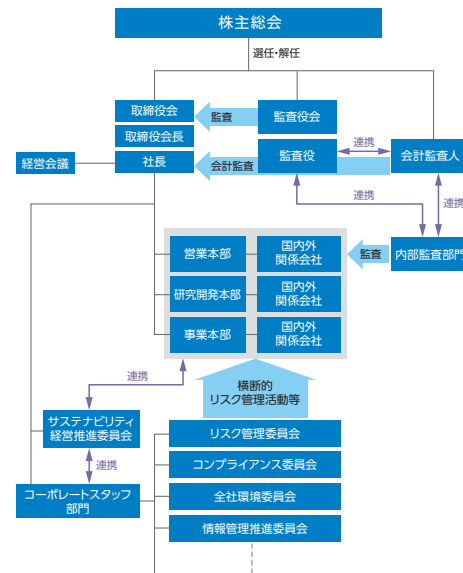 株主総会
選任・解任
取締役会
監査
監査役会
取締役会長
経営会議
社長
会計監査
監査役
連携
会計監査人
連携
連携
営業本部
国内外
関係会社
監査
内部監査部門
研究開発本部
国内外
関係会社
事業本部
国内外
関係会社
連携
横断的
リスク管理活動等
サステナビリティ
経営推進委員会
リスク管理委員会
連携
コンプライアンス委員会
コーポレートスタッフ
部門
全社環境委員会
情報管理推進委員会